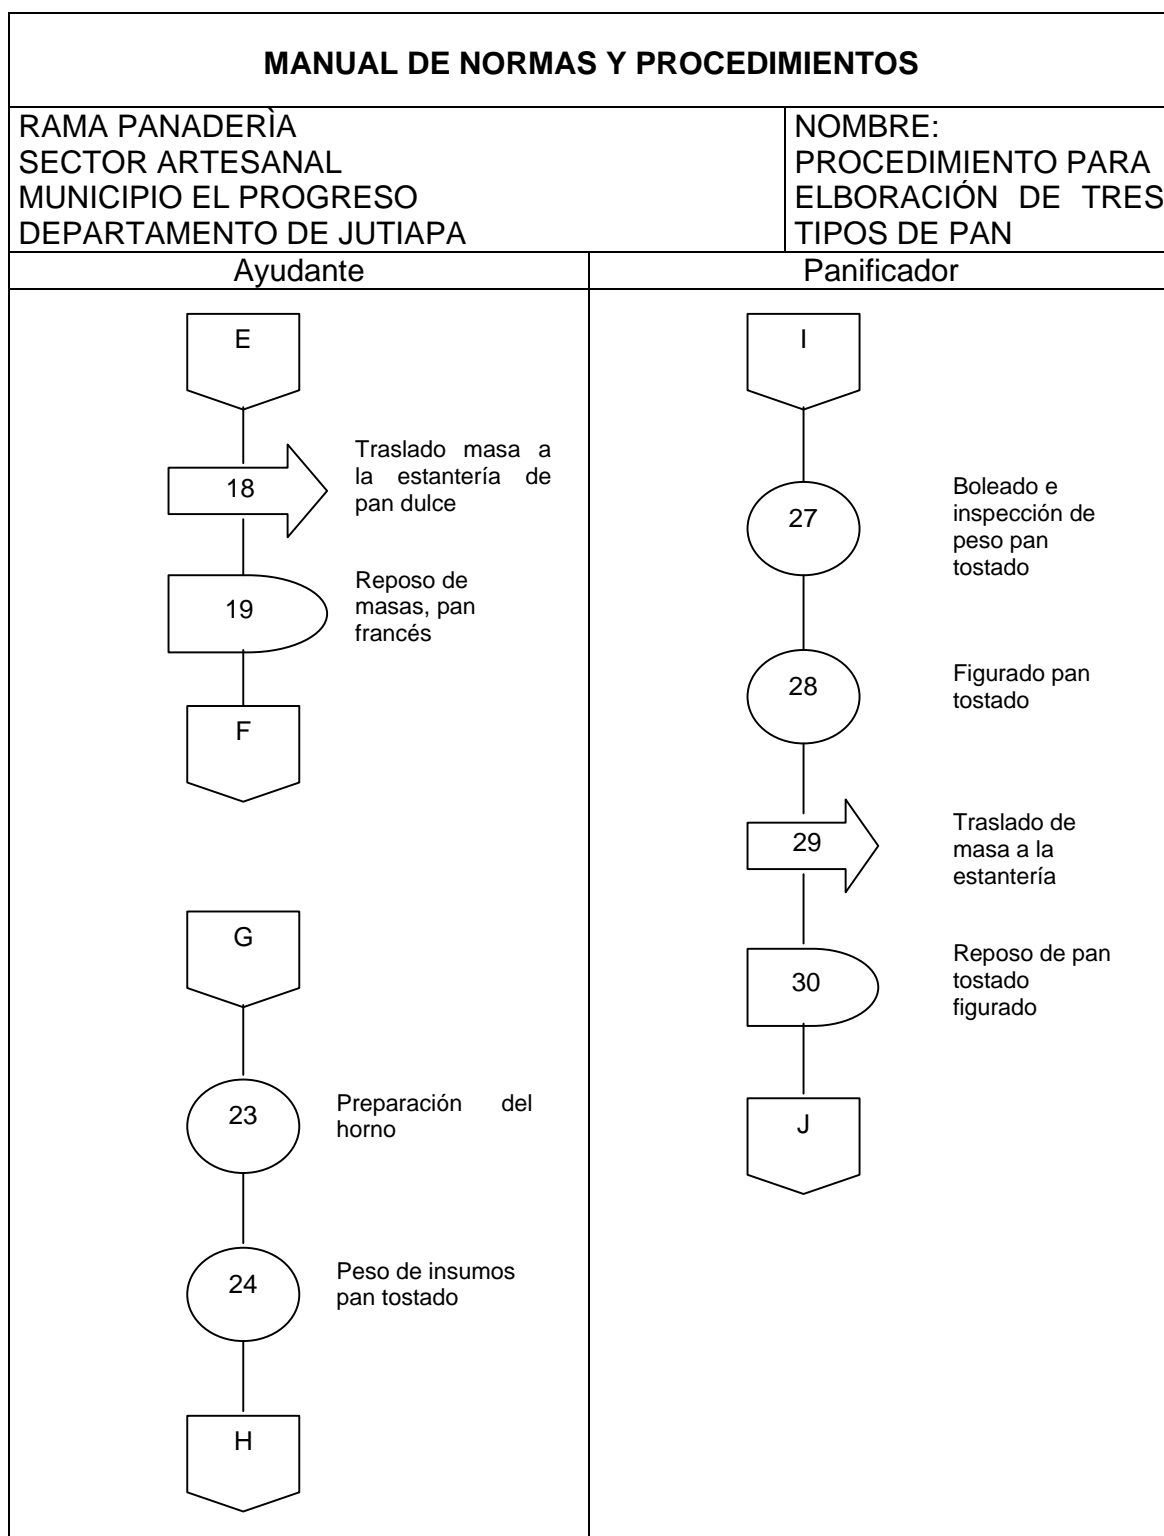 MANUAL DE NORMAS Y PROCEDIMIENTOS
RAMA PANADERÌA
SECTOR ARTESANAL
MUNICIPIO EL PROGRESO
DEPARTAMENTO DE JUTIAPA
NOMBRE:
PROCEDIMIENTO PARA
ELBORACIÓN DE TRES
TIPOS DE PAN
Ayudante
Panificador
E
18
Traslado masa a
la estantería de
pan dulce
19
Reposo de
masas, pan
francés
F
G
23
Preparación del
horno
24
Peso de insumos
pan tostado
H
I
27
Boleado e
inspección de
peso pan
tostado
28
Figurado pan
tostado
29
Traslado de
masa a la
estantería
30
Reposo de pan
tostado
figurado
J